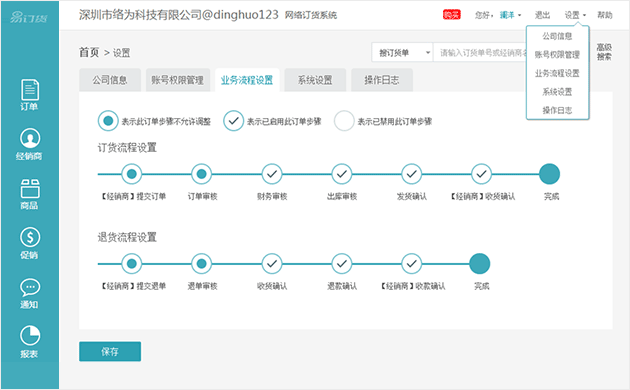 易订货
深圳市络为科技有限公司@dinghuo123 网络订货系统
购买 您好，澜泽 退出 设置 帮助
公司信息
账号权限管理
业务流程设置
系统设置
操作日志
首页 > 设置
搜订货单 请输入订货单号或经销商名
高级
搜索
公司信息 账号权限管理 业务流程设置 系统设置 操作日志
表示此订单步骤不允许调整 表示已启用此订单步骤 表示已禁用此订单步骤
订货流程设置
【经销商】提交订单 订单审核 财务审核 出库审核 发货确认 【经销商】收货确认 完成
退货流程设置
【经销商】提交退单 退单审核 收货确认 退款确认 【经销商】收款确认 完成
保存
订单
经销商
商品
促销
通知
报表